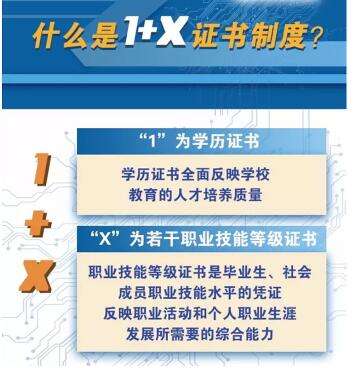 什么是1+X证书制度?
“1”为学历证书
学历证书全面反映学校
教育的人才培养质量
1
+
X
“X”为若干职业技能等级证书
职业技能等级证书是毕业生、社会
成员职业技能水平的凭证
反映职业活动和个人职业生涯
发展所需要的综合能力